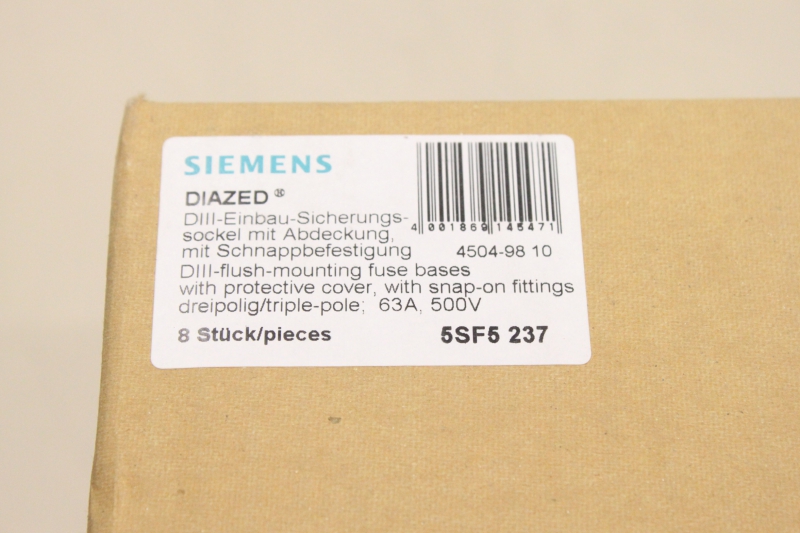 SIEMENS
DIAZED ®
DIII-Einbau-Sicherungs-
sockel mit Abdeckung,
mit Schnappbefestigung
4 001869 145471
4504-98 10
DIII-flush-mounting fuse bases
with protective cover, with snap-on fittings
dreipolig/triple-pole; 63A, 500V
8 Stück/pieces 5SF5 237